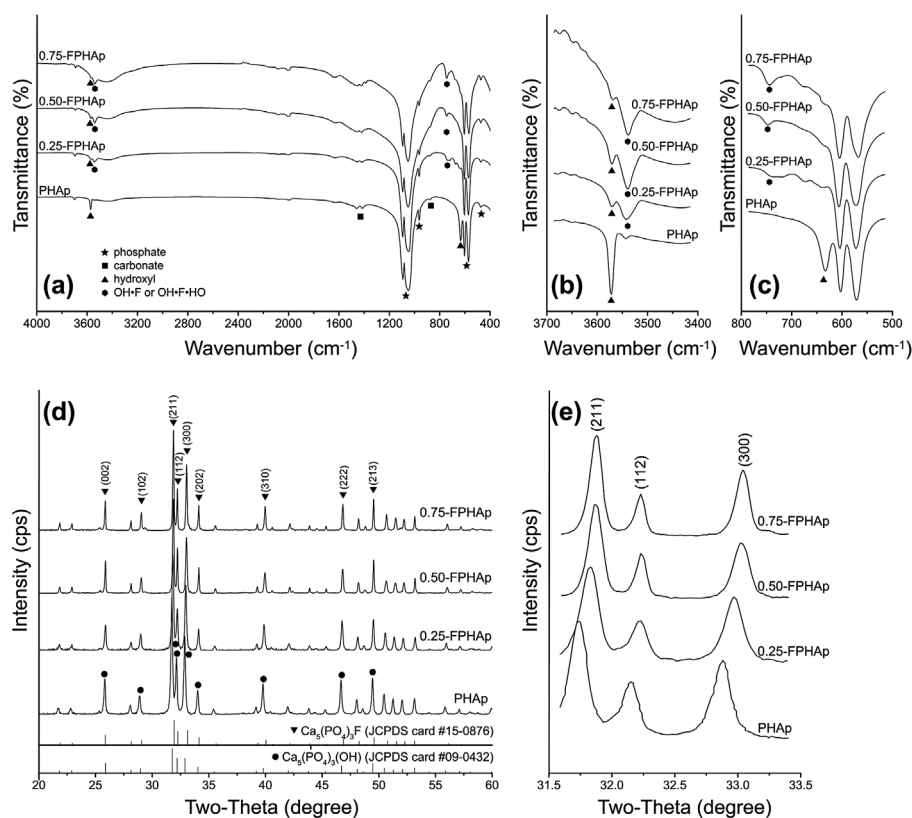 Tansmittance (%)
0.75-FPHAp
0.50-FPHAp
0.25-FPHAp
PHAp
phosphate
carbonate
hydroxyl
OH•F or OH•F•HO
(a)
4000 3600 3200 2800 2400 2000 1600 1200 800 400
Wavenumber (cm-1)
Tansmittance (%)
0.75-FPHAp
0.50-FPHAp
0.25-FPHAp
PHAp
(b)
3700 3600 3500 3400
Wavenumber (cm-1)
Tansmittance (%)
0.75-FPHAp
0.50-FPHAp
0.25-FPHAp
PHAp
(c)
800 700 600 500
Wavenumber (cm-1)
(d)
Intensity (cps)
(002)
(102)
(211)
(112)
(300)
(202)
(310)
(222)
(213)
0.75-FPHAp
0.50-FPHAp
0.25-FPHAp
PHAp
Ca5(PO4)3F (JCPDS card #15-0876)
Ca5(PO4)3(OH) (JCPDS card #09-0432)
20 25 30 35 40 45 50 55 60
Two-Theta (degree)
(e)
Intensity (cps)
(211)
(112)
(300)
0.75-FPHAp
0.50-FPHAp
0.25-FPHAp
PHAp
31.5 32.0 32.5 33.0 33.5
Two-Theta (degree)